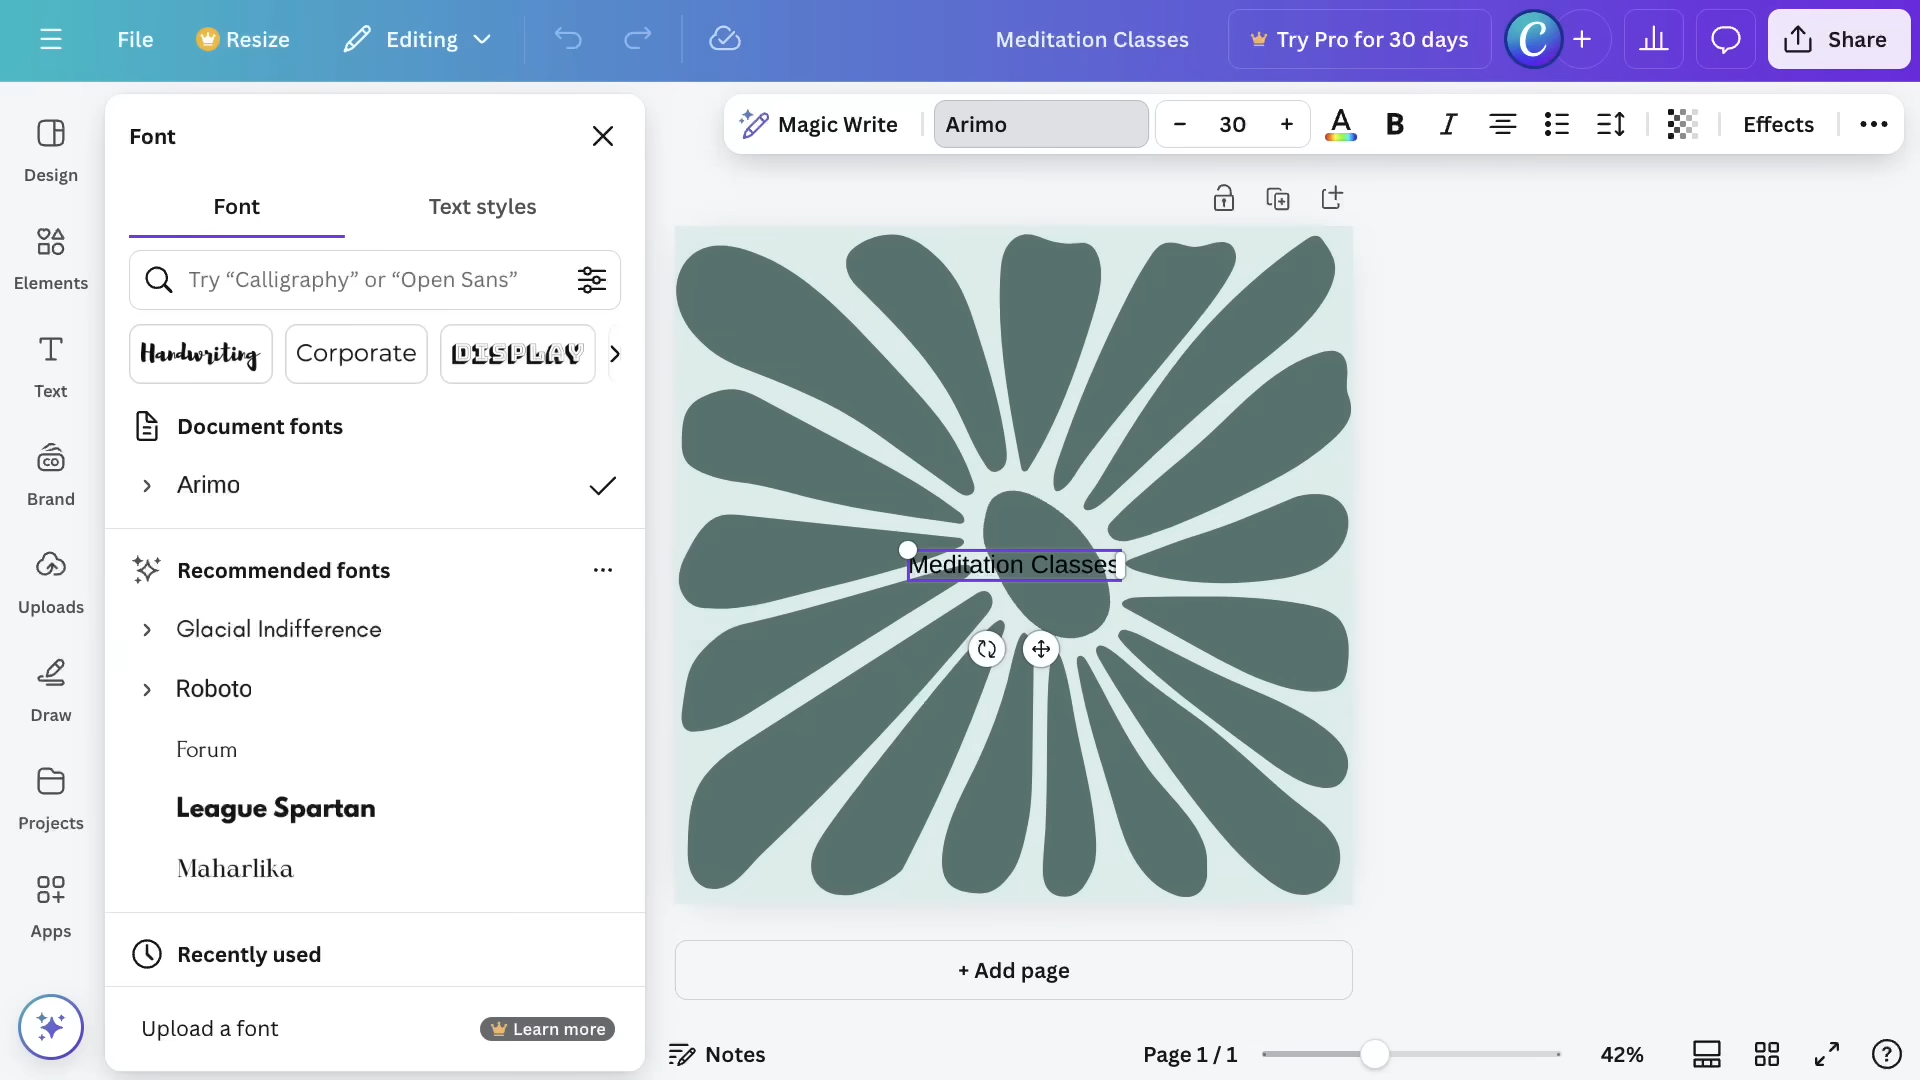 File
Resize
Editing
Meditation Classes
Try Pro for 30 days
Share
Design
Elements
Text
Brand
Uploads
Draw
Projects
Apps
Font
Font
Text styles
Try “Calligraphy” or “Open Sans”
Handwriting
Corporate
DISPLAY
Document fonts
Arimo
Recommended fonts
Glacial Indifference
Roboto
Forum
League Spartan
Maharlika
Recently used
Upload a font
Learn more
Magic Write
Arimo
30
Effects
Meditation Classes
+ Add page
Notes
Page 1 / 1
42%